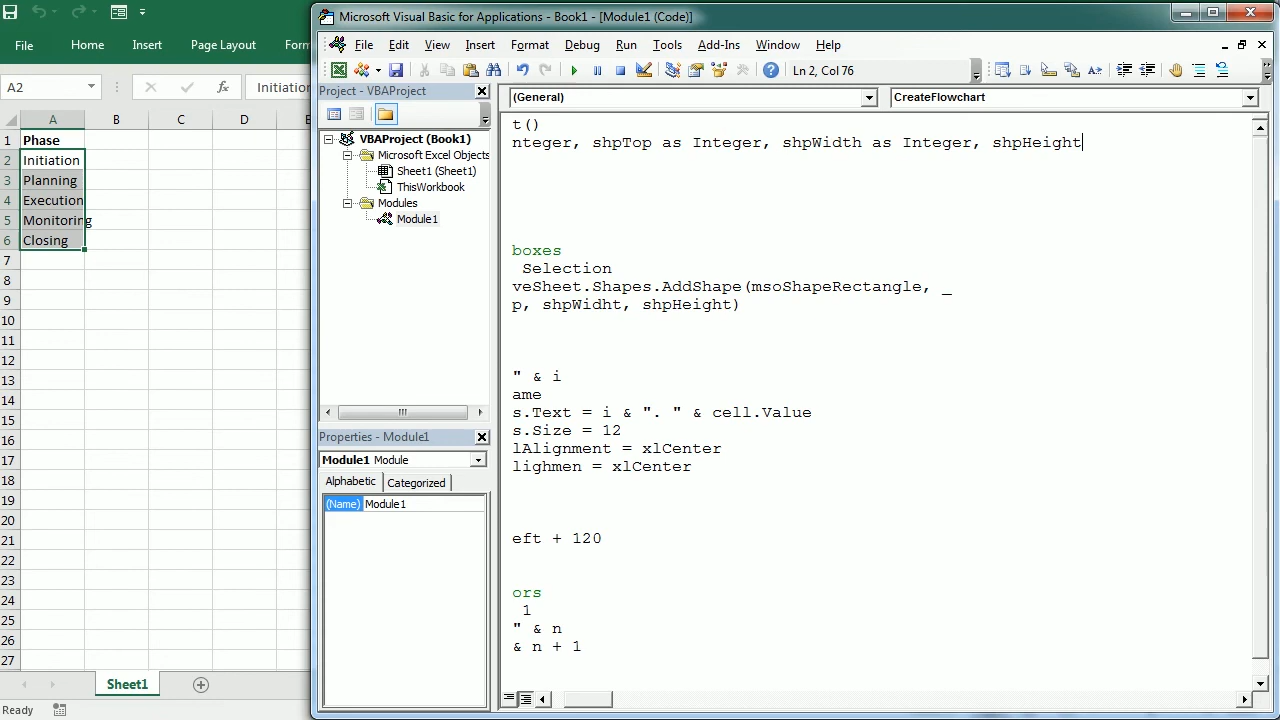 Microsoft Visual Basic for Applications - Book1 - [Module1 (Code)]
File Home Insert Page Layout Form
File Edit View Insert Format Debug Run Tools Add-Ins Window Help
Ln 2, Col 76
A2 Initiation
Project - VBAProject
(General) CreateFlowchart
VBAProject (Book1)
Microsoft Excel Objects
Sheet1 (Sheet1)
ThisWorkbook
Modules
Module1
A B C D E
1 Phase
2 Initiation
3 Planning
4 Execution
5 Monitoring
6 Closing
7
8
9
10
11
12
13
14
15
16
17
18
19
20
21
22
23
24
25
26
27
Properties - Module1
Module1 Module
Alphabetic Categorized
(Name) Module1
t()
nteger, shpTop as Integer, shpWidth as Integer, shpHeight
boxes
Selection
veSheet.Shapes.AddShape(msoShapeRectangle, _
p, shpWidht, shpHeight)
" & i
ame
s.Text = i & ". " & cell.Value
s.Size = 12
lAlignment = xlCenter
lighmen = xlCenter
eft + 120
ors
1
" & n
& n + 1
Sheet1
Ready